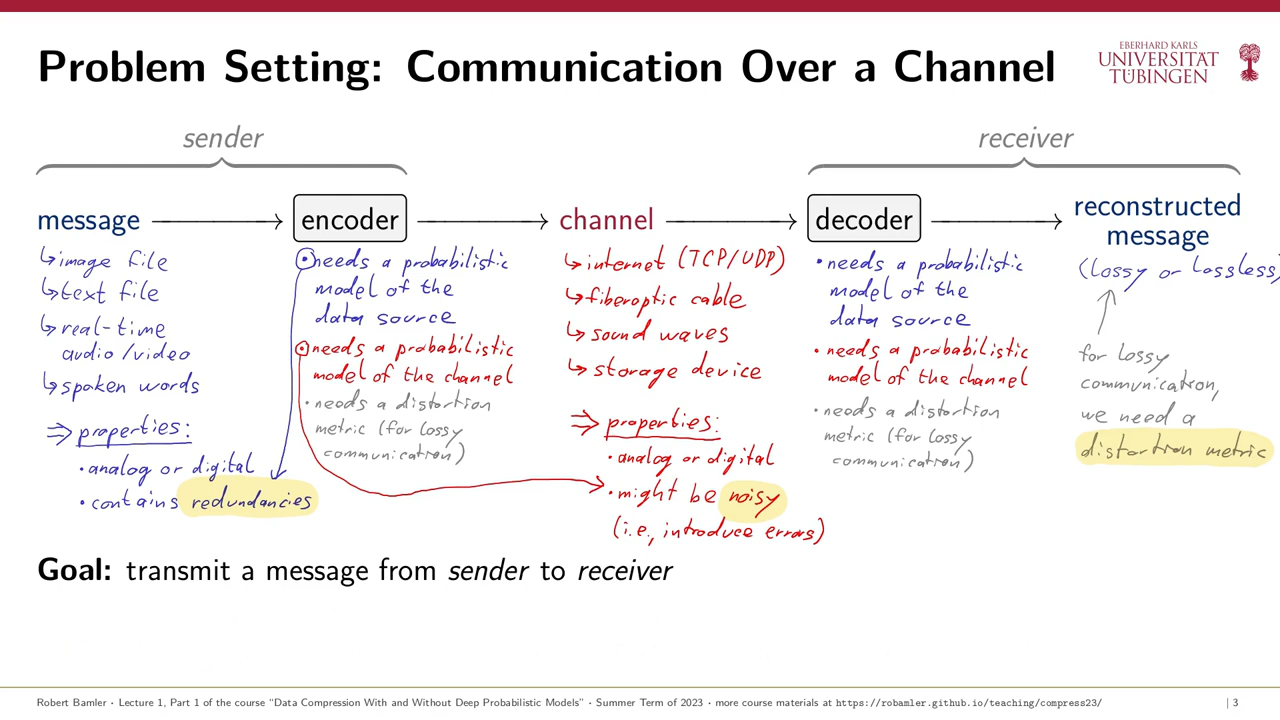 Problem Setting: Communication Over a Channel
EBERHARD KARLS
UNIVERSITÄT
TÜBINGEN
sender
receiver
message
encoder
channel
decoder
reconstructed
message
↳ image file
↳ text file
↳ real-time
audio/video
↳ spoken words
⇒ properties:
• analog or digital
• contains redundancies
• needs a probabilistic
model of the
data source
• needs a probabilistic
model of the channel
• needs a distortion
metric (for lossy
communication)
↳ internet (TCP/UDP)
↳ fiberoptic cable
↳ sound waves
↳ storage device
⇒ properties:
• analog or digital
• might be noisy
(i.e., introduce errors)
• needs a probabilistic
model of the
data source
• needs a probabilistic
model of the channel
• needs a distortion
metric (for lossy
communication)
(lossy or lossless)
for lossy
communication,
we need a
distortion metric
Goal: transmit a message from sender to receiver
Robert Bamler · Lecture 1, Part 1 of the course "Data Compression With and Without Deep Probabilistic Models" · Summer Term of 2023 · more course materials at https://robamler.github.io/teaching/compress23/
| 3